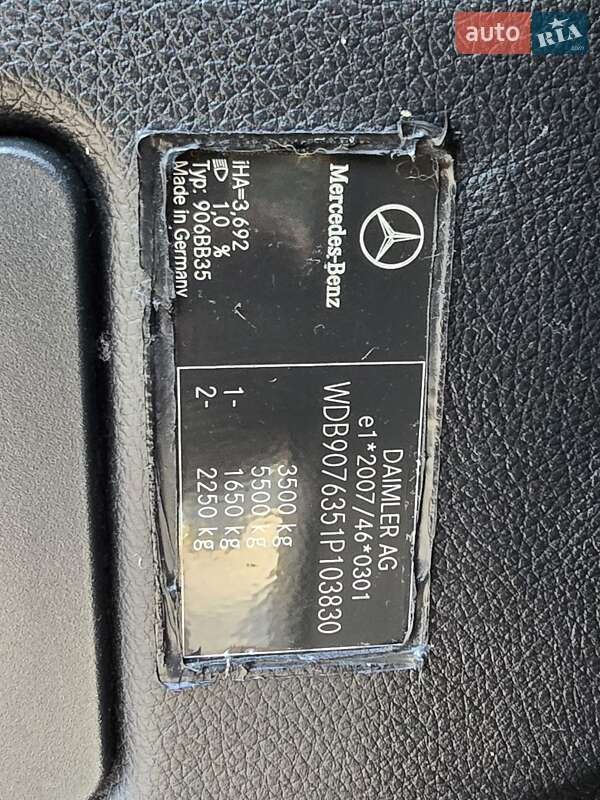 auto RIA .com
Mercedes-Benz
iHA=3,692
1,0 %
Typ: 906BB35
Made in Germany
DAIMLER AG
e1*2007/46*0301
WDB9076351P103830
3500 kg
5500 kg
1- 1650 kg
2- 2250 kg